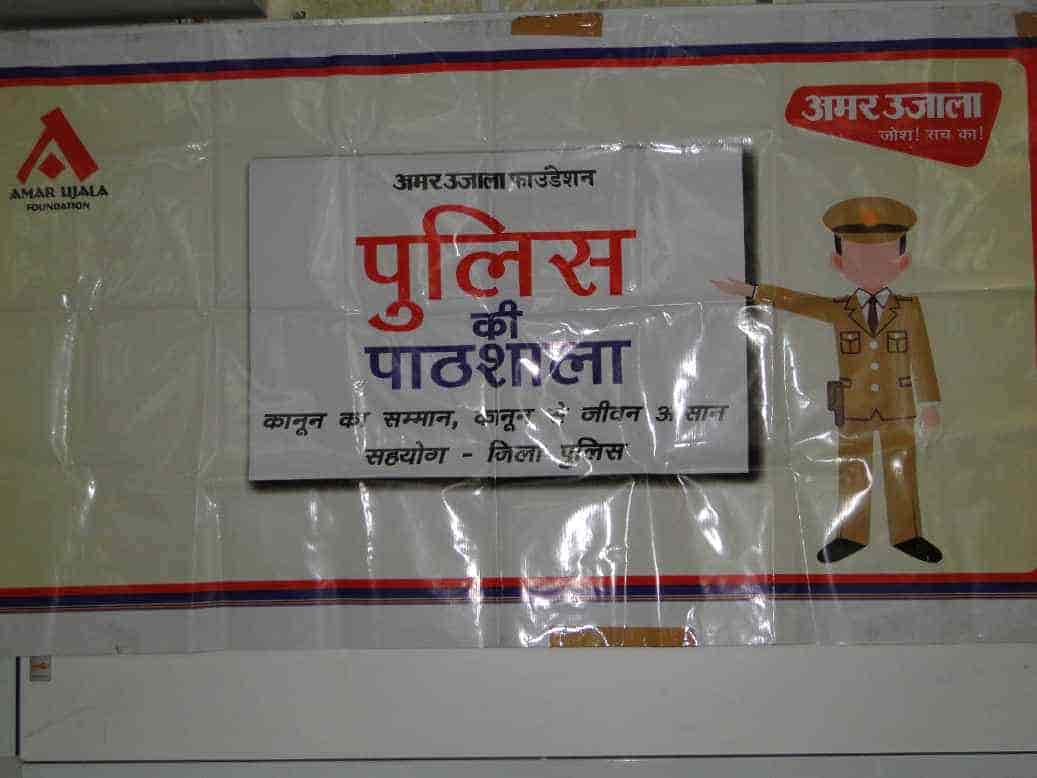 AMAR UJALA
FOUNDATION
अमर उजाला
जोश! सच का!
अमर उजाला फाउंडेशन
पुलिस
की
पाठशाला
कानून का सम्मान, कानून से जीवन आसान
सहयोग - जिला पुलिस